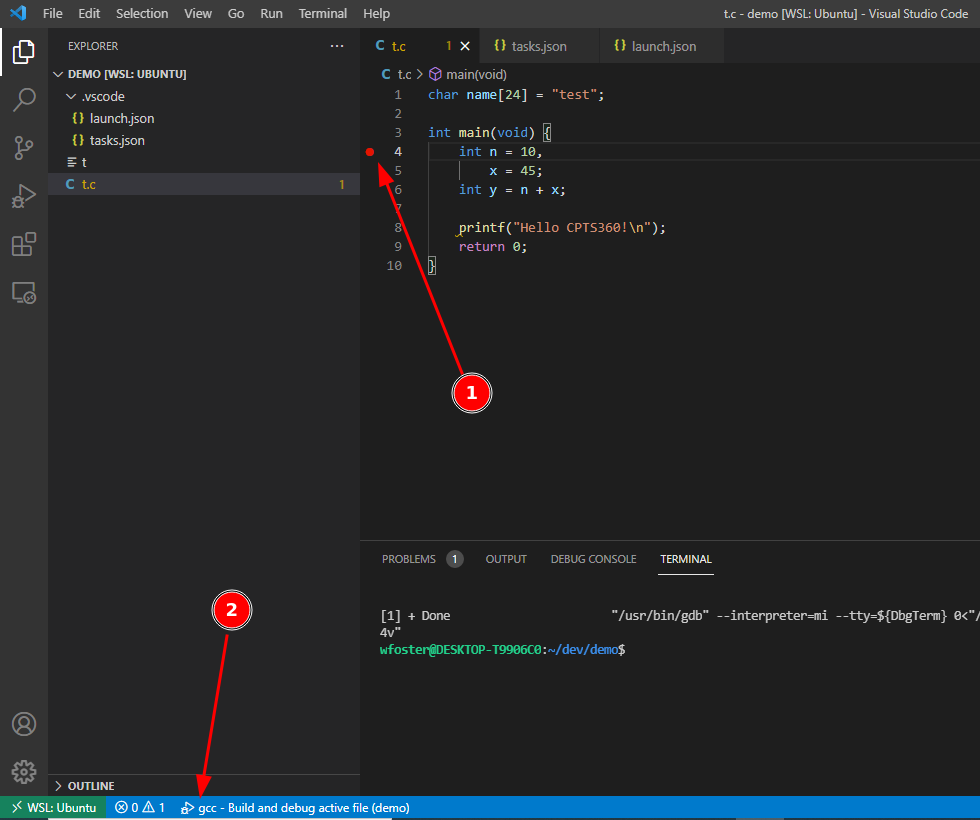 File Edit Selection View Go Run Terminal Help
t.c - demo [WSL: Ubuntu] - Visual Studio Code
EXPLORER ...
DEMO [WSL: UBUNTU]
.vscode
{} launch.json
{} tasks.json
t
C t.c 1
OUTLINE
C t.c 1 {} tasks.json {} launch.json
C t.c > main(void)
1 char name[24] = "test";
2
3 int main(void) {
4 int n = 10,
5 x = 45;
6 int y = n + x;
7
8 printf("Hello CPTS360!\n");
9 return 0;
10 }
1
2
PROBLEMS 1 OUTPUT DEBUG CONSOLE TERMINAL
[1] + Done "/usr/bin/gdb" --interpreter=mi --tty=${DbgTerm} 0<"/
4v"
wfoster@DESKTOP-T9906C0:~/dev/demo$
WSL: Ubuntu 0 1 gcc - Build and debug active file (demo)